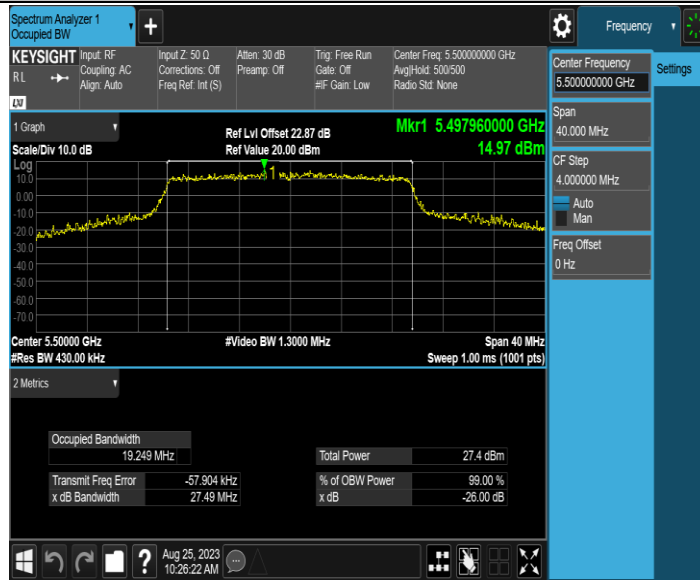 Spectrum Analyzer 1
Occupied BW
+
Frequency
KEYSIGHT
RL
LXI
Input: RF
Coupling: AC
Align: Auto
Input Z: 50 Ω
Corrections: Off
Freq Ref: Int (S)
Atten: 30 dB
Preamp: Off
Trig: Free Run
Gate: Off
#IF Gain: Low
Center Freq: 5.500000000 GHz
Avg|Hold: 500/500
Radio Std: None
Center Frequency
5.500000000 GHz
Settings
Span
40.000 MHz
CF Step
4.000000 MHz
Auto
Man
Freq Offset
0 Hz
1 Graph
Ref Lvl Offset 22.87 dB
Mkr1 5.497960000 GHz
Scale/Div 10.0 dB
Ref Value 20.00 dBm
14.97 dBm
Log
10.0
0.00
-10.0
-20.0
-30.0
-40.0
-50.0
-60.0
-70.0
1
Center 5.50000 GHz
#Video BW 1.3000 MHz
Span 40 MHz
#Res BW 430.00 kHz
Sweep 1.00 ms (1001 pts)
2 Metrics
Occupied Bandwidth
19.249 MHz
Total Power 27.4 dBm
Transmit Freq Error -57.904 kHz
% of OBW Power 99.00 %
x dB Bandwidth 27.49 MHz
x dB -26.00 dB
?
Aug 25, 2023
10:26:22 AM